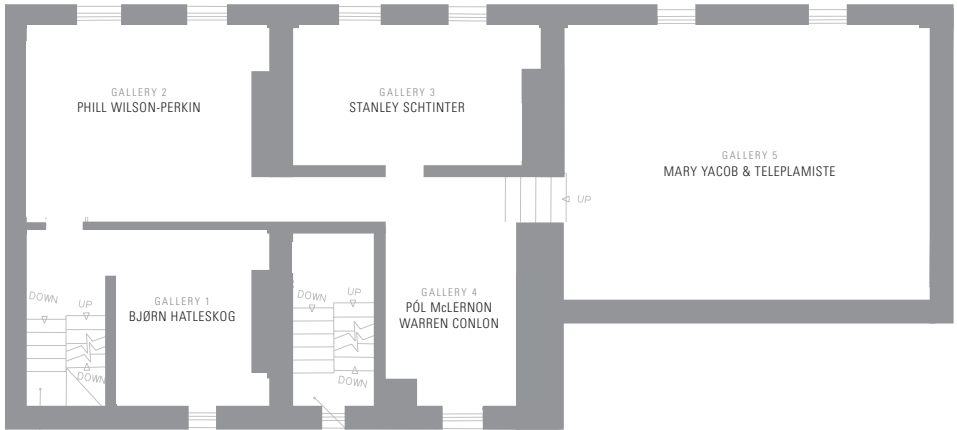 GALLERY 2
PHILL WILSON-PERKIN
GALLERY 3
STANLEY SCHTINTER
GALLERY 5
MARY YACOB & TELEPLAMISTE
UP
DOWN
UP
DOWN
GALLERY 1
BJØRN HATLESKOG
DOWN
UP
DOWN
GALLERY 4
PÓL McLERNON
WARREN CONLON